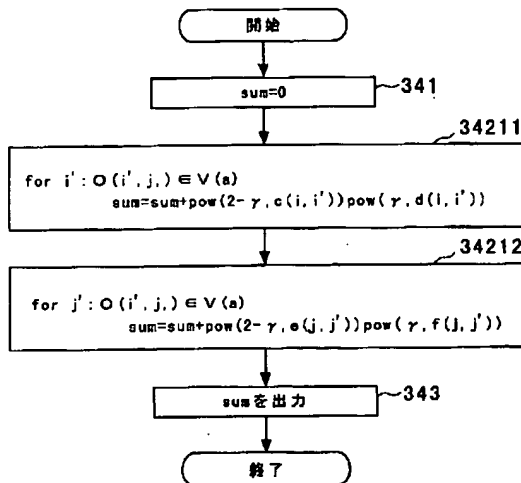 開始
sum=0
341
34211
for i':O(i',j,)∈V(a)
sum=sum+pow(2-γ,c(i,i'))pow(γ,d(i,i'))
34212
for j':O(i',j,)∈V(a)
sum=sum+pow(2-γ,e(j,j'))pow(γ,f(j,j'))
sumを出力
343
終了